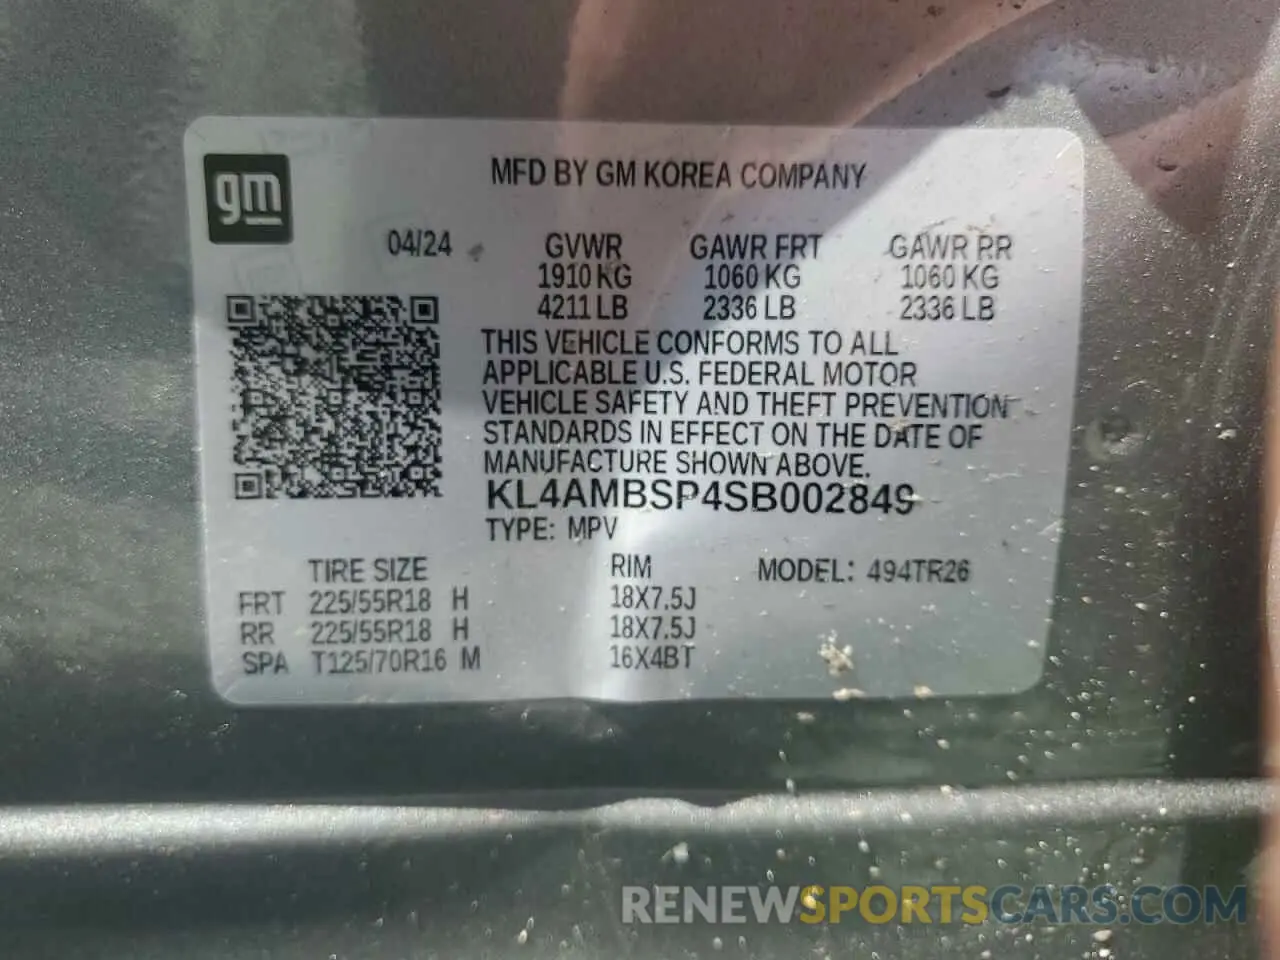 MFD BY GM KOREA COMPANY
gm
04/24 GVWR GAWR FRT GAWR RR
1910 KG 1060 KG 1060 KG
4211 LB 2336 LB 2336 LB
THIS VEHICLE CONFORMS TO ALL
APPLICABLE U.S. FEDERAL MOTOR
VEHICLE SAFETY AND THEFT PREVENTION
STANDARDS IN EFFECT ON THE DATE OF
MANUFACTURE SHOWN ABOVE.
KL4AMBSP4SB002849
TYPE: MPV
TIRE SIZE RIM MODEL: 494TR26
FRT 225/55R18 H 18X7.5J
RR 225/55R18 H 18X7.5J
SPA T125/70R16 M 16X4BT
RENEWSPORTSCARS.COM